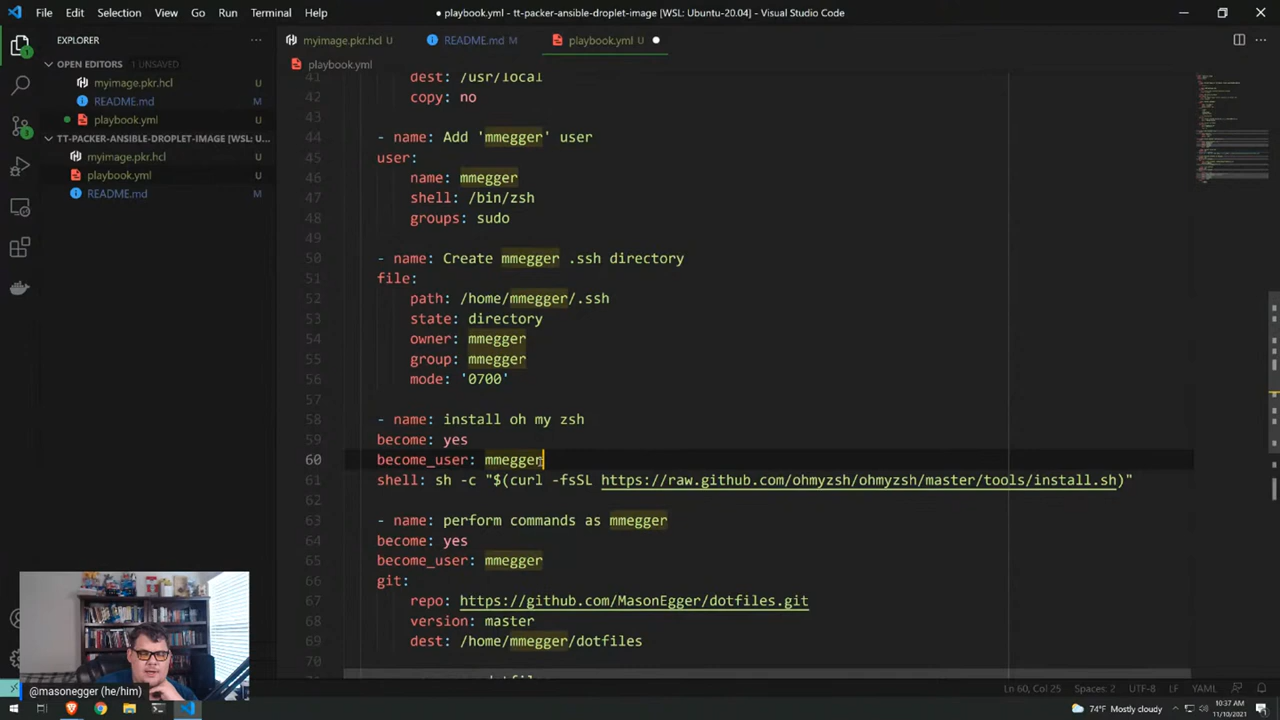 File Edit Selection View Go Run Terminal Help
● playbook.yml - tt-packer-ansible-droplet-image [WSL: Ubuntu-20.04] - Visual Studio Code
EXPLORER
OPEN EDITORS 1 UNSAVED
myimage.pkr.hcl U
README.md M
playbook.yml U
TT-PACKER-ANSIBLE-DROPLET-IMAGE [WSL: U...
myimage.pkr.hcl U
playbook.yml U
README.md M
myimage.pkr.hcl U README.md M playbook.yml U
playbook.yml
41 dest: /usr/local
42 copy: no
43
44 - name: Add 'mmegger' user
45 user:
46 name: mmegger
47 shell: /bin/zsh
48 groups: sudo
49
50 - name: Create mmegger .ssh directory
51 file:
52 path: /home/mmegger/.ssh
53 state: directory
54 owner: mmegger
55 group: mmegger
56 mode: '0700'
57
58 - name: install oh my zsh
59 become: yes
60 become_user: mmegger
61 shell: sh -c "$(curl -fsSL https://raw.github.com/ohmyzsh/ohmyzsh/master/tools/install.sh)"
62
63 - name: perform commands as mmegger
64 become: yes
65 become_user: mmegger
66 git:
67 repo: https://github.com/MasonEgger/dotfiles.git
68 version: master
69 dest: /home/mmegger/dotfiles
70
@masonegger (he/him)
Ln 60, Col 25 Spaces: 2 UTF-8 LF YAML
74°F Mostly cloudy
10:37 AM
11/10/2021